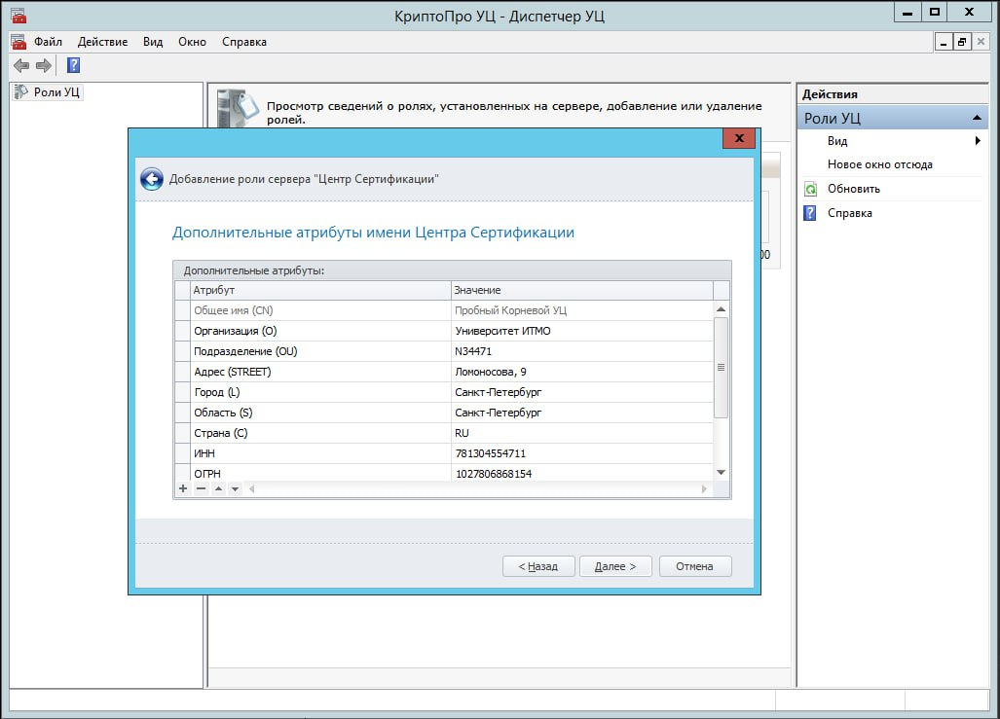 КриптоПро УЦ - Диспетчер УЦ
Файл Действие Вид Окно Справка
Роли УЦ
Просмотр сведений о ролях, установленных на сервере, добавление или удаление
ролей.
Действия
Роли УЦ
Вид
Новое окно отсюда
Обновить
Справка
00
Добавление роли сервера "Центр Сертификации"
Дополнительные атрибуты имени Центра Сертификации
Дополнительные атрибуты:
Атрибут Значение
Общее имя (CN) Пробный Корневой УЦ
Организация (O) Университет ИТМО
Подразделение (OU) N34471
Адрес (STREET) Ломоносова, 9
Город (L) Санкт-Петербург
Область (S) Санкт-Петербург
Страна (C) RU
ИНН 781304554711
ОГРН 1027806868154
< Назад Далее > Отмена